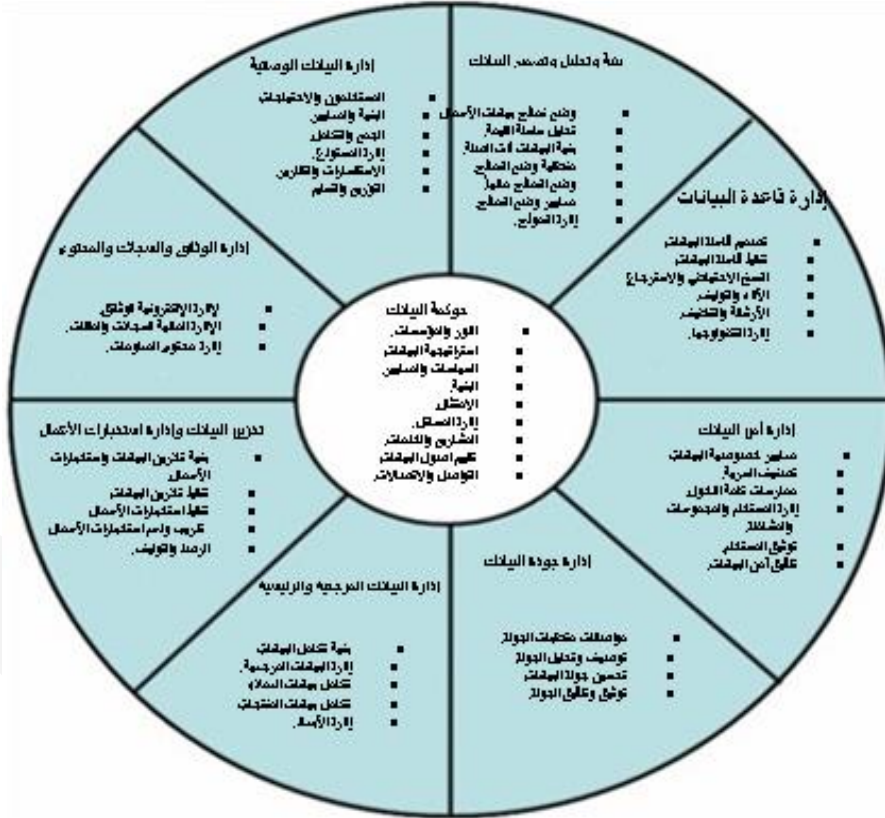 بنية وتحليل وتصميم البيانات
وضع نماذج بيانات الأعمال
تحليل سلسلة القيمة.
بنية البيانات ذات الصلة.
منطقية وضع النماذج.
وضع النماذج
معايير وضع النماذج.
إدارة النموذج.
إدارة قاعدة البيانات
تصميم قاعدة البيانات
تنفيذ قاعدة البيانات
النسخ الاحتياطي والاسترجاع
الأداء والتوليف
الأرشفة والتنظيف
إدارة التكنولوجيا.
إدارة أمن البيانات
معايير خصوصية البيانات
تصنيف السرية.
ممارسات كلمة الدخول
إدارة المستخدم والمجموعات
والمشاهدة
توثيق المستخدم.
تدقيق أمن البيانات
إدارة جودة البيانات
مواصفات متطلبات الجودة
توصيف وتحليل الجودة
تحسين جودة البيانات
توثيق وتدقيق الجودة
إدارة البيانات المرجعية والرئيسية
بنية تكامل البيانات
إدارة البيانات المرجعية.
تكامل بيانات العملاء
تكامل بيانات المنتجات
إدارة الأبعاد.
تخزين البيانات وإدارة استخبارات الأعمال
بنية تخزين البيانات واستخبارات
الأعمال
تنفيذ تخزين البيانات
تنفيذ استخبارات الأعمال
تدريب ودعم استخبارات الأعمال
الرصد والتوليف.
إدارة الوثائق والسجلات والمحتوى
الإدارة الإلكترونية للوثائق.
الإدارة المادية للسجلات والملفات.
إدارة محتوى المعلومات.
إدارة البيانات الوصفية
المستخدمون والاحتياجات
البنية والمعايير.
الجمع والتكامل.
إدارة المستودع.
الاستفسارات والتقارير
التوزيع والتسليم
حوكمة البيانات
الدور والمؤسسات.
استراتيجية البيانات.
السياسات والمعايير.
البنية.
الامتثال.
إدارة المسائل.
المشاريع والخدمات.
تقييم أصول البيانات.
التواصل والاتصالات.